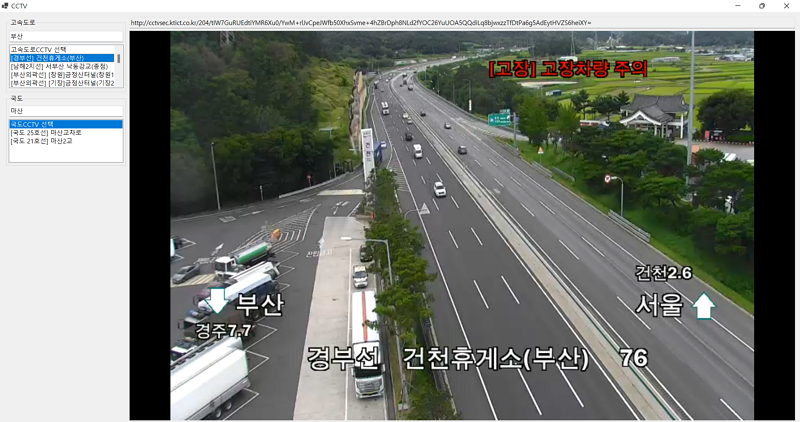 CCTV
고속도로
부산
고속도로CCTV 선택
[경부선] 건천휴게소(부산)
[남해2지선] 서부산 낙동강교(종점)
[부산외곽선] [창원]금정산터널(창원1
[부산외곽선] [기장]금정산터널(기장2
국도
마산
국도CCTV 선택
[국도 25호선] 마산교차로
[국도 21호선] 마산2교
[고장] 고장차량 주의
건천2.6
부산
서울
경주7.7
경부선 건천휴게소(부산) 76